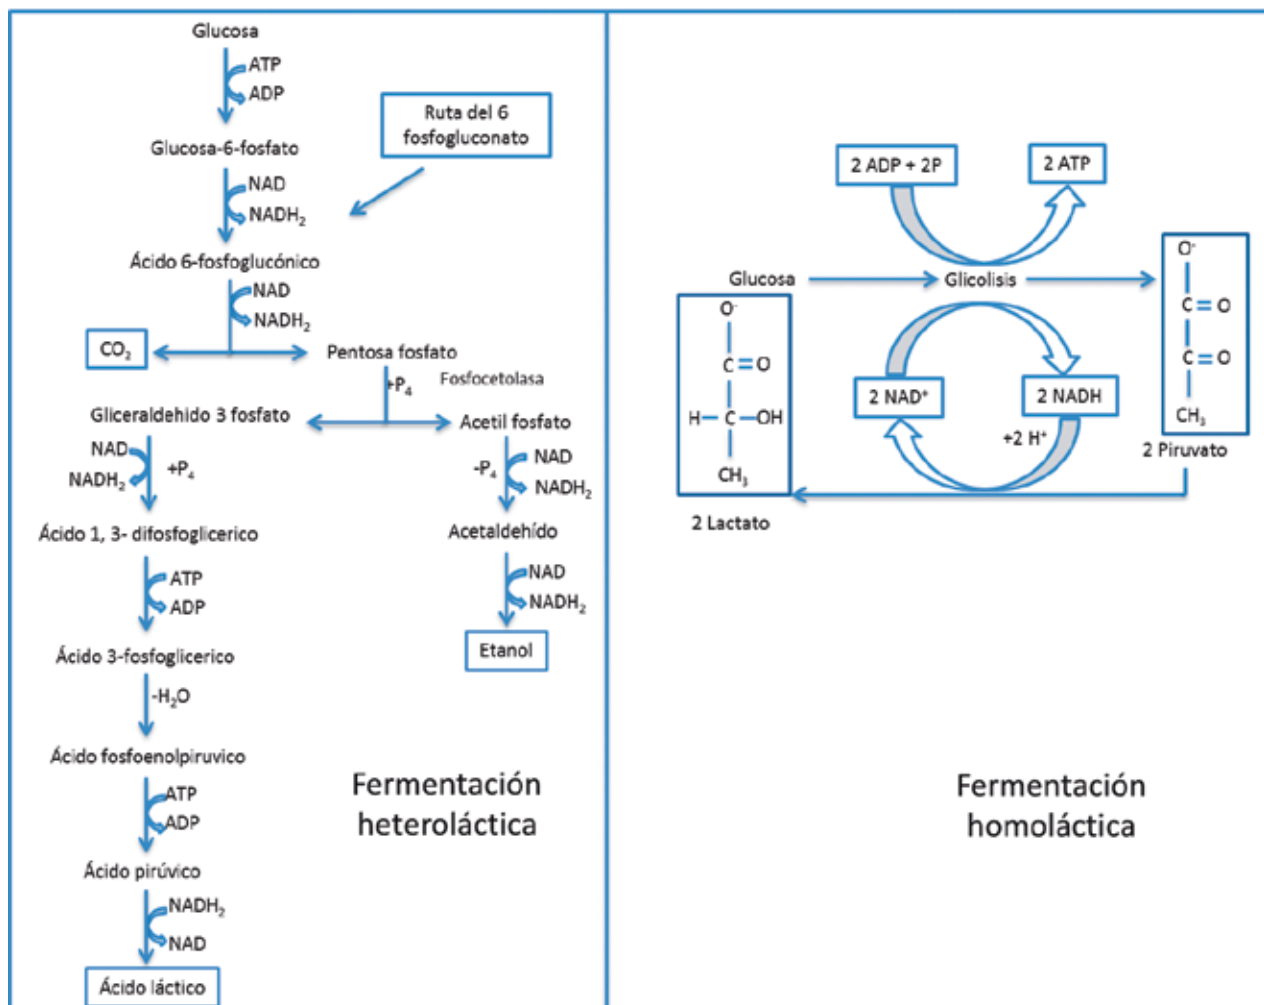 Glucosa
ATP
ADP
Ruta del 6
fosfogluconato
Glucosa-6-fosfato
NAD
NADH₂
Ácido 6-fosfoglucónico
NAD
NADH₂
CO₂
Pentosa fosfato
+P₄
Fosfocetolasa
Gliceraldehido 3 fosfato
Acetil fosfato
NAD
NADH₂
+P₄
-P₄
NAD
NADH₂
Ácido 1, 3- difosfoglicerico
Acetaldehído
ATP
ADP
NAD
NADH₂
Ácido 3-fosfoglicerico
Etanol
-H₂O
Ácido fosfoenolpiruvico
ATP
ADP
Ácido pirúvico
NADH₂
NAD
Ácido láctico
Fermentación
heteroláctica
2 ADP + 2P
2 ATP
Glucosa
Glicolisis
O⁻
C=O
H–C–OH
CH₃
2 Lactato
2 NAD⁺
2 NADH
+2 H⁺
O⁻
C=O
C=O
CH₃
2 Piruvato
Fermentación
homoláctica